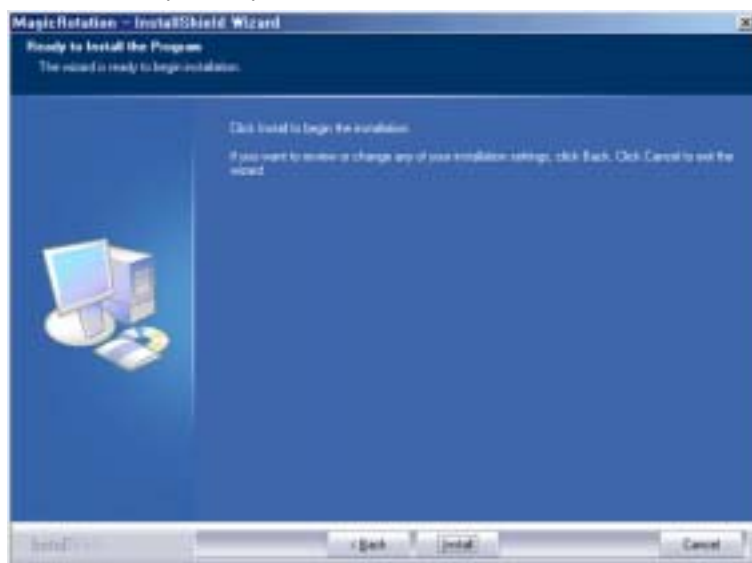 MagicRotation - InstallShield Wizard
Ready to Install the Program
The wizard is ready to begin installation.
Click Install to begin the installation.
If you want to review or change any of your installation settings, click Back. Click Cancel to exit the
wizard.
InstallShield
< Back
Install
Cancel